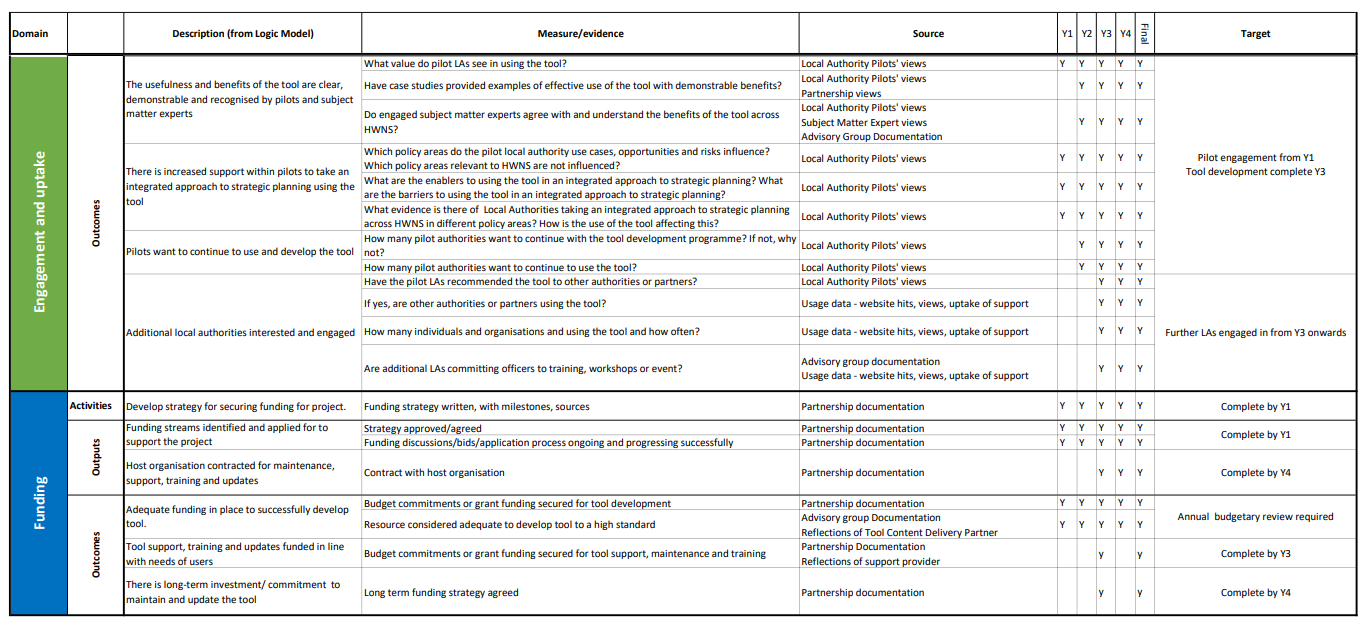 Domain Description (from Logic Model) Measure/evidence Source Y1 Y2 Y3 Y4 Final Target
Engagement and uptake
Outcomes
The usefulness and benefits of the tool are clear,
demonstrable and recognised by pilots and subject
matter experts
What value do pilot LAs see in using the tool?
Local Authority Pilots' views
Y Y Y Y Y
Have case studies provided examples of effective use of the tool with demonstrable benefits?
Local Authority Pilots' views
Partnership views
Y Y Y Y
Do engaged subject matter experts agree with and understand the benefits of the tool across
HWNS?
Local Authority Pilots' views
Subject Matter Expert views
Advisory Group Documentation
Y Y Y Y
Pilot engagement from Y1
Tool development complete Y3
There is increased support within pilots to take an
integrated approach to strategic planning using the
tool
Which policy areas do the pilot local authority use cases, opportunities and risks influence?
Which policy areas relevant to HWNS are not influenced?
Local Authority Pilots' views
Y Y Y Y Y
What are the enablers to using the tool in an integrated approach to strategic planning? What
are the barriers to using the tool in an integrated approach to strategic planning?
Local Authority Pilots' views
Y Y Y Y Y
What evidence is there of Local Authorities taking an integrated approach to strategic planning
across HWNS in different policy areas? How is the use of the tool affecting this?
Local Authority Pilots' views
Y Y Y Y Y
Pilots want to continue to use and develop the tool
How many pilot authorities want to continue with the tool development programme? If not, why
not?
Local Authority Pilots' views
Y Y Y Y
How many pilot authorities want to continue to use the tool?
Local Authority Pilots' views
Y Y Y Y
Additional local authorities interested and engaged
Have the pilot LAs recommended the tool to other authorities or partners?
Local Authority Pilots' views
Y Y Y
If yes, are other authorities or partners using the tool?
Usage data - website hits, views, uptake of support
Y Y Y
How many individuals and organisations and using the tool and how often?
Usage data - website hits, views, uptake of support
Y Y Y
Are additional LAs committing officers to training, workshops or event?
Advisory group documentation
Usage data - website hits, views, uptake of support
Y Y Y
Further LAs engaged in from Y3 onwards
Funding
Activities
Develop strategy for securing funding for project.
Funding strategy written, with milestones, sources
Partnership documentation
Y Y Y Y Y
Complete by Y1
Outputs
Funding streams identified and applied for to
support the project
Strategy approved/agreed
Partnership documentation
Y Y Y Y Y
Funding discussions/bids/application process ongoing and progressing successfully
Partnership documentation
Y Y Y Y Y
Complete by Y1
Host organisation contracted for maintenance,
support, training and updates
Contract with host organisation
Partnership documentation
Y Y Y
Complete by Y4
Outcomes
Adequate funding in place to successfully develop
tool.
Budget commitments or grant funding secured for tool development
Partnership documentation
Y Y Y Y Y
Resource considered adequate to develop tool to a high standard
Advisory group Documentation
Reflections of Tool Content Delivery Partner
Y Y Y Y Y
Annual budgetary review required
Tool support, training and updates funded in line
with needs of users
Budget commitments or grant funding secured for tool support, maintenance and training
Partnership Documentation
Reflections of support provider
y y
Complete by Y3
There is long-term investment/ commitment to
maintain and update the tool
Long term funding strategy agreed
Partnership documentation
y y
Complete by Y4